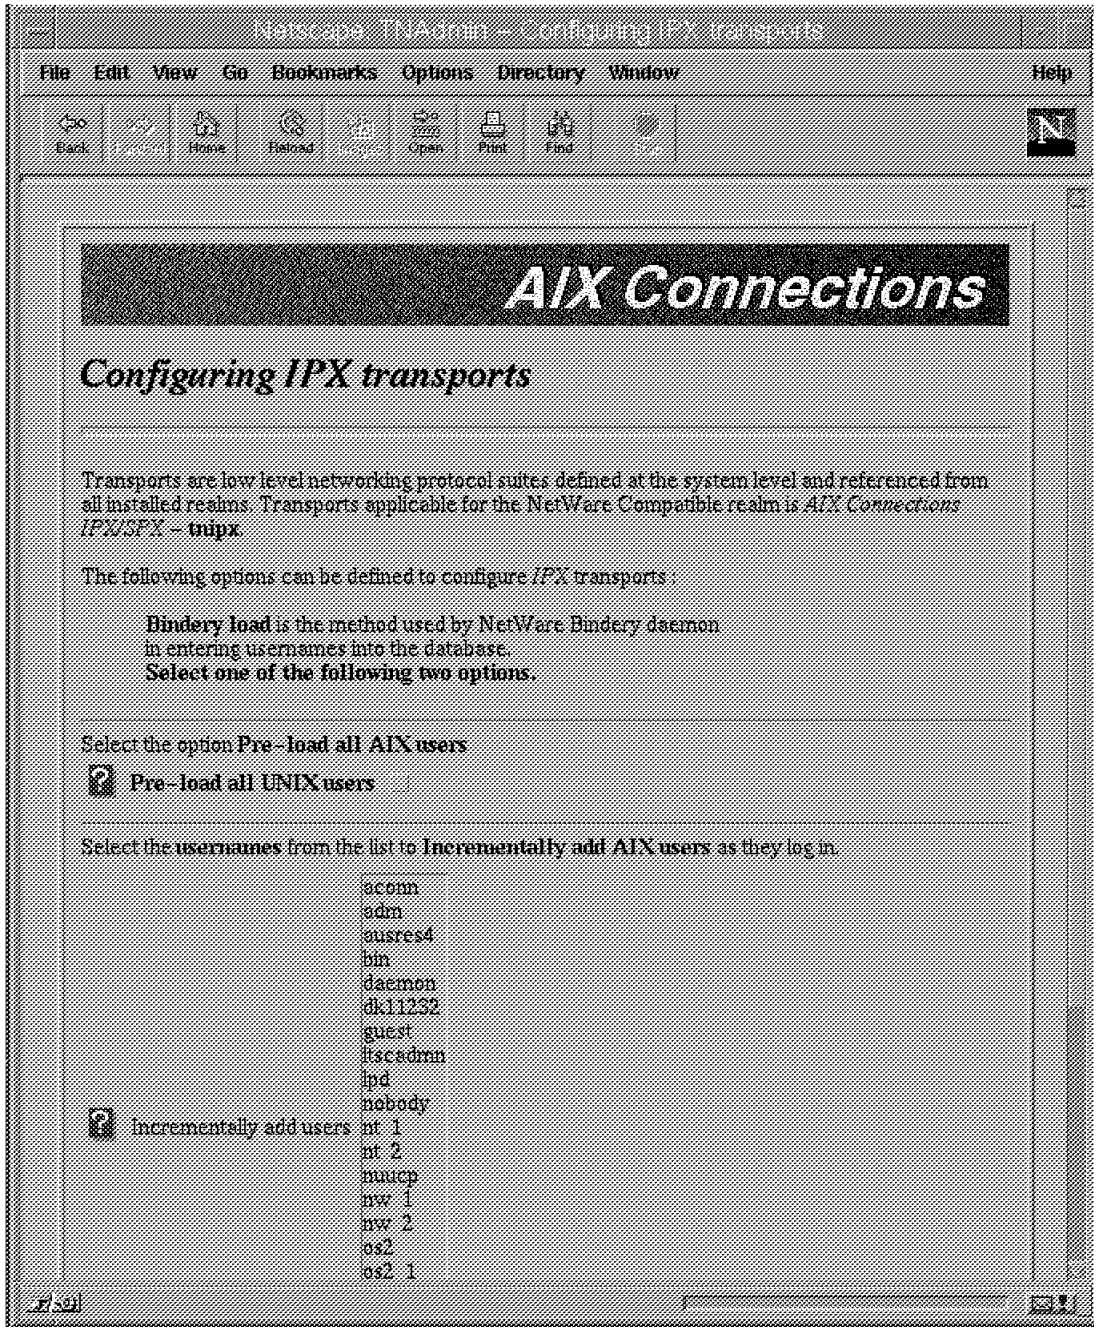 Netscape: TNAdmin - Configuring IPX transports
File Edit View Go Bookmarks Options Directory Window Help
Back Forward Home Reload Images Open Print Find Stop
N
AIX Connections
Configuring IPX transports
Transports are low level networking protocol suites defined at the system level and referenced from
all installed realms. Transports applicable for the NetWare Compatible realm is AIX Connections
IPX/SPX – tnipx.
The following options can be defined to configure IPX transports :
Bindery load is the method used by NetWare Bindery daemon
in entering usernames into the database.
Select one of the following two options.
Select the option Pre-load all AIX users
? Pre-load all UNIX users
Select the usernames from the list to Incrementally add AIX users as they log in.
aconn
adm
ausres4
bin
daemon
dk11232
guest
itscadmn
lpd
nobody
? Incrementally add users nt_1
nt_2
nuucp
nw_1
nw_2
os2
os2_1